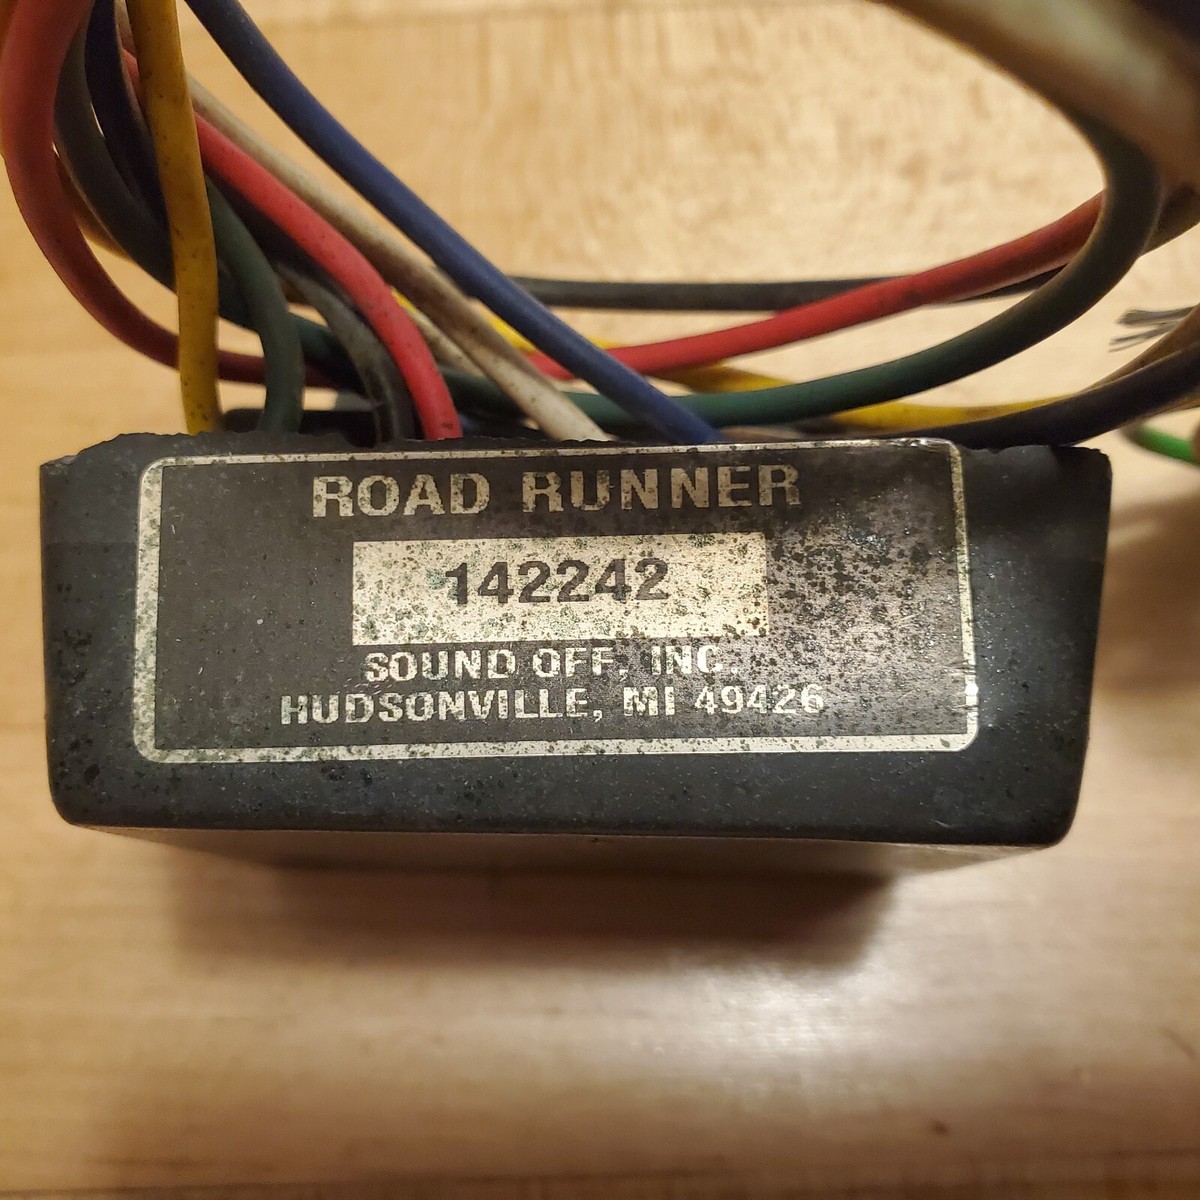 ROAD RUNNER
142242
SOUND OFF, INC.
HUDSONVILLE, MI 49426